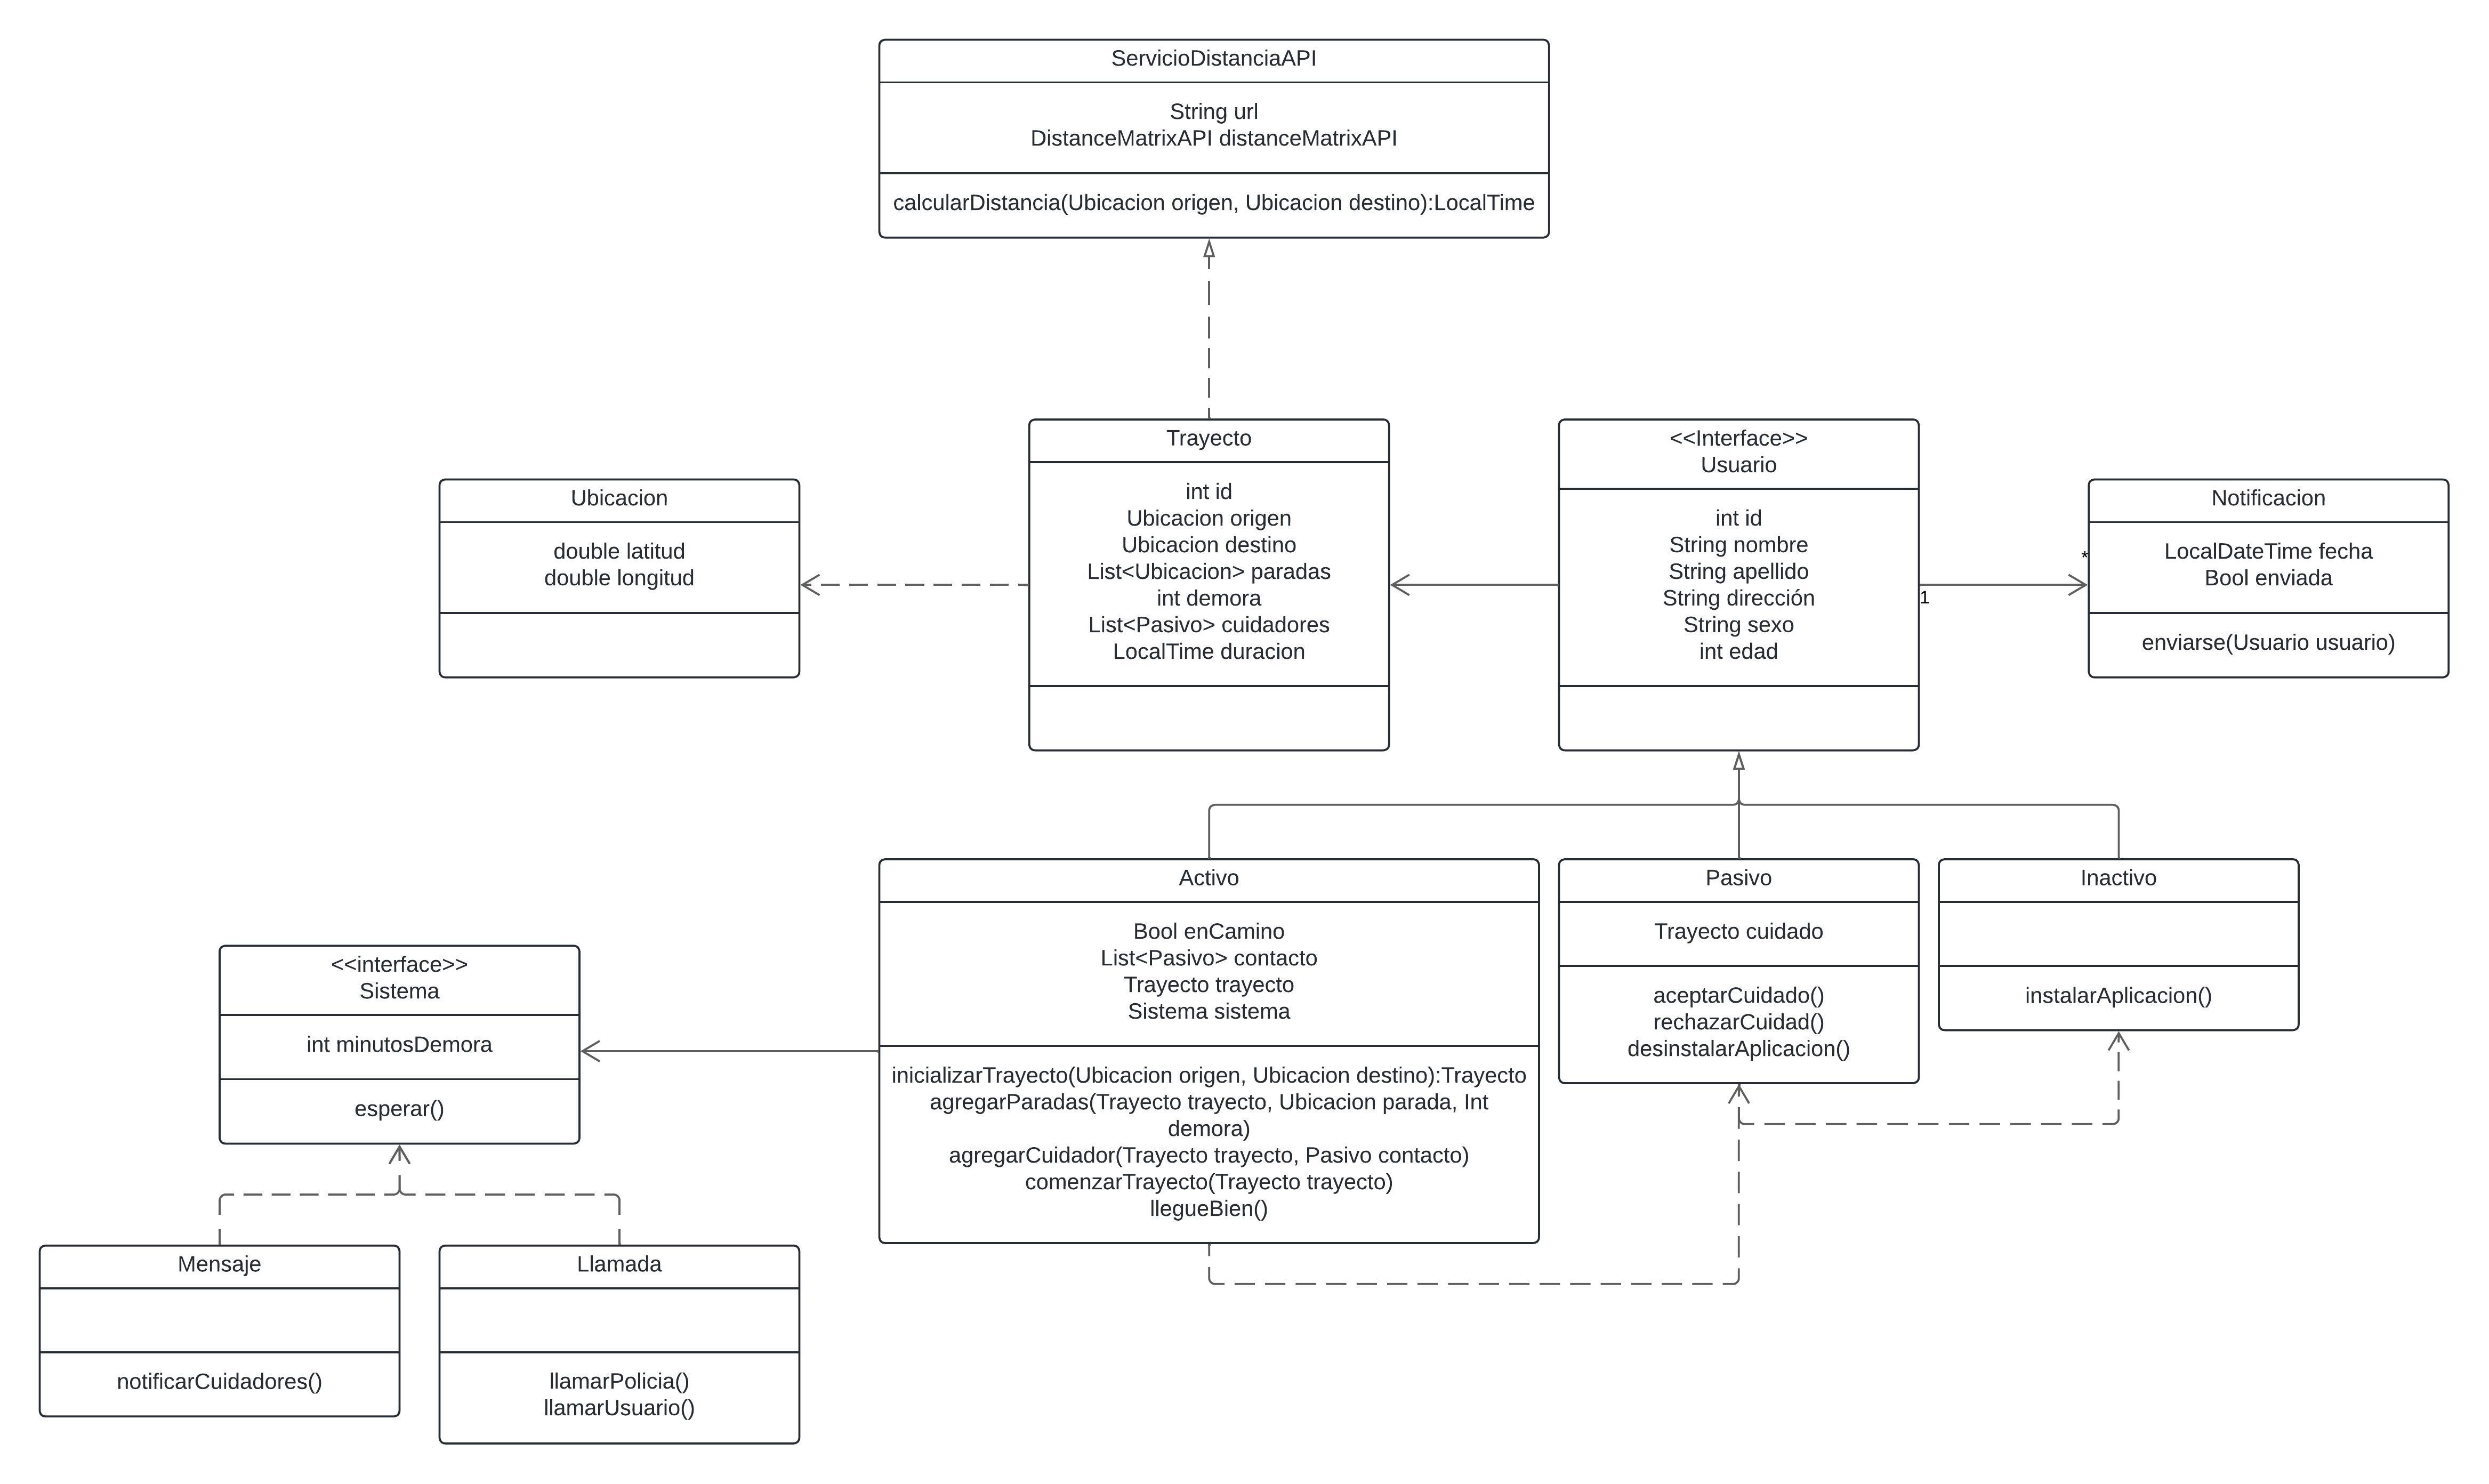 ServicioDistanciaAPI
String url
DistanceMatrixAPI distanceMatrixAPI
calcularDistancia(Ubicacion origen, Ubicacion destino):LocalTime
Ubicacion
double latitud
double longitud
Trayecto
int id
Ubicacion origen
Ubicacion destino
List<Ubicacion> paradas
int demora
List<Pasivo> cuidadores
LocalTime duracion
<<Interface>>
Usuario
int id
String nombre
String apellido
String dirección
String sexo
int edad
1
*
Notificacion
LocalDateTime fecha
Bool enviada
enviarse(Usuario usuario)
<<interface>>
Sistema
int minutosDemora
esperar()
Activo
Bool enCamino
List<Pasivo> contacto
Trayecto trayecto
Sistema sistema
inicializarTrayecto(Ubicacion origen, Ubicacion destino):Trayecto
agregarParadas(Trayecto trayecto, Ubicacion parada, Int
demora)
agregarCuidador(Trayecto trayecto, Pasivo contacto)
comenzarTrayecto(Trayecto trayecto)
llegueBien()
Pasivo
Trayecto cuidado
aceptarCuidado()
rechazarCuidad()
desinstalarAplicacion()
Inactivo
instalarAplicacion()
Mensaje
notificarCuidadores()
Llamada
llamarPolicia()
llamarUsuario()